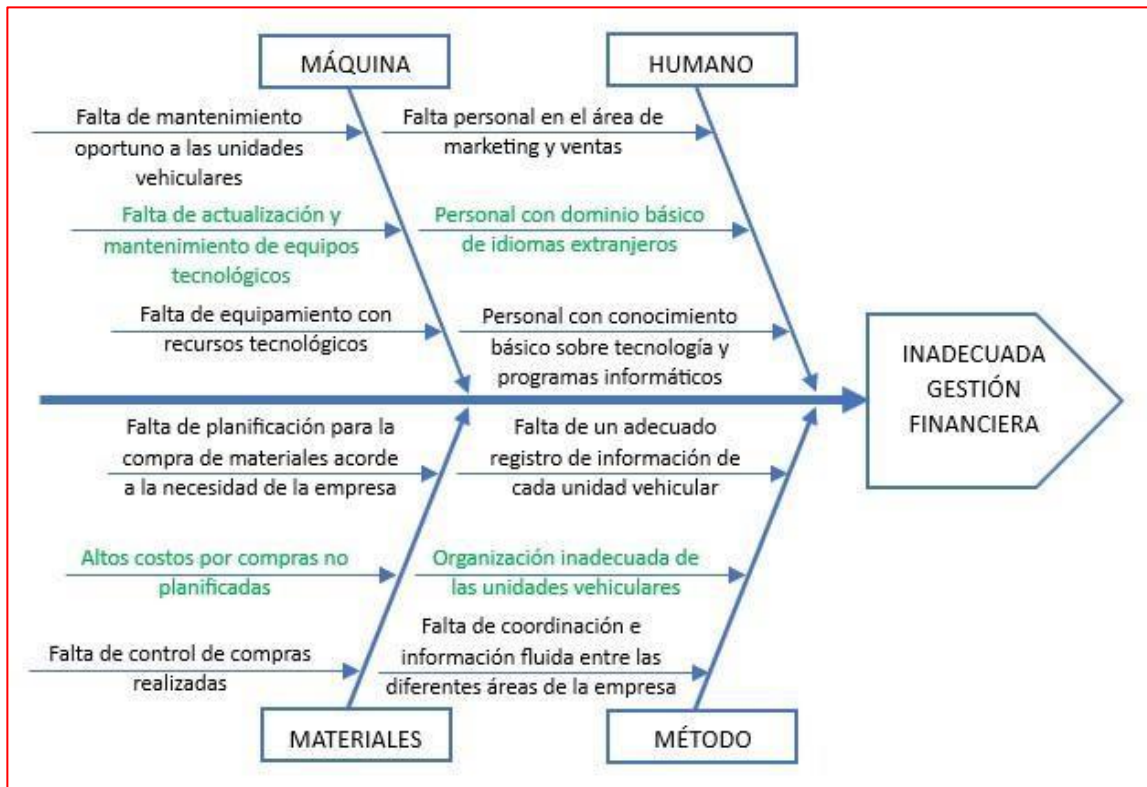 MÁQUINA
HUMANO
Falta de mantenimiento
oportuno a las unidades
vehiculares
Falta personal en el área de
marketing y ventas
Falta de actualización y
mantenimiento de equipos
tecnológicos
Personal con dominio básico
de idiomas extranjeros
Falta de equipamiento con
recursos tecnológicos
Personal con conocimiento
básico sobre tecnología y
programas informáticos
INADECUADA
GESTIÓN
FINANCIERA
Falta de planificación para la
compra de materiales acorde
a la necesidad de la empresa
Falta de un adecuado
registro de información de
cada unidad vehicular
Altos costos por compras no
planificadas
Organización inadecuada de
las unidades vehiculares
Falta de control de compras
realizadas
Falta de coordinación e
información fluida entre las
diferentes áreas de la empresa
MATERIALES
MÉTODO